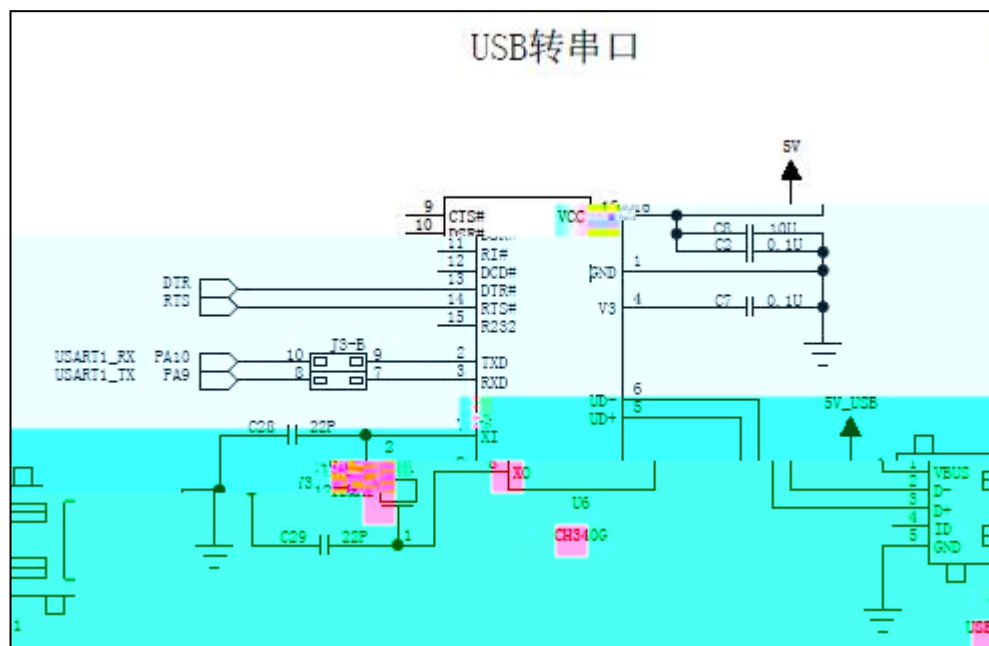 USB转串口
5V
9 CTS# VCC
10 DSR#
C8 10U
11 RI# C2 0.1U
12 DCD# GND 1
DTR 13 DTR#
RTS 14 RTS# V3 4 C7 0.1U
15 R232
J3-B
USART1_RX PA10 10 9 2 TXD
USART1_TX PA9 8 7 3 RXD
UD- 6
UD+ 5
5V_USB
C28 22P
XI
2
XO
1 VBUS
2 D-
3 D+
4 ID
5 GND
U6
C29 22P 1 CH340G
1 USB